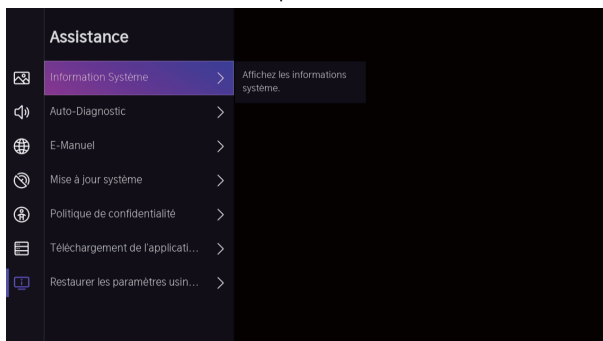 Assistance
Information Système
Affichez les informations
système.
Auto-Diagnostic
E-Manuel
Mise à jour système
Politique de confidentialité
Téléchargement de l'applicati...
Restaurer les paramètres usin...